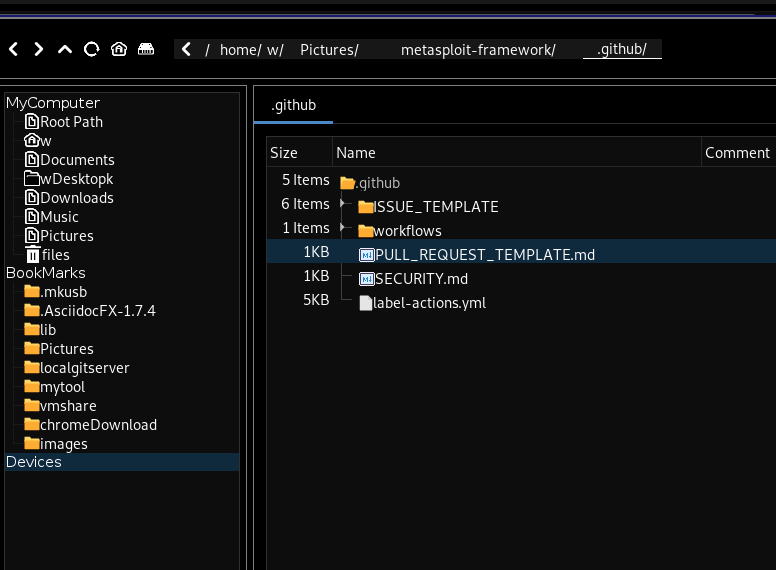 / home/ w/ Pictures/ metasploit-framework/ .github/
MyComputer
Root Path
w
Documents
wDesktopk
Downloads
Music
Pictures
files
BookMarks
.mkusb
.AsciidocFX-1.7.4
lib
Pictures
localgitserver
mytool
vmshare
chromeDownload
images
Devices
.github
Size Name Comment
5 Items .github
6 Items ISSUE_TEMPLATE
1 Items workflows
1KB PULL_REQUEST_TEMPLATE.md
1KB SECURITY.md
5KB label-actions.yml